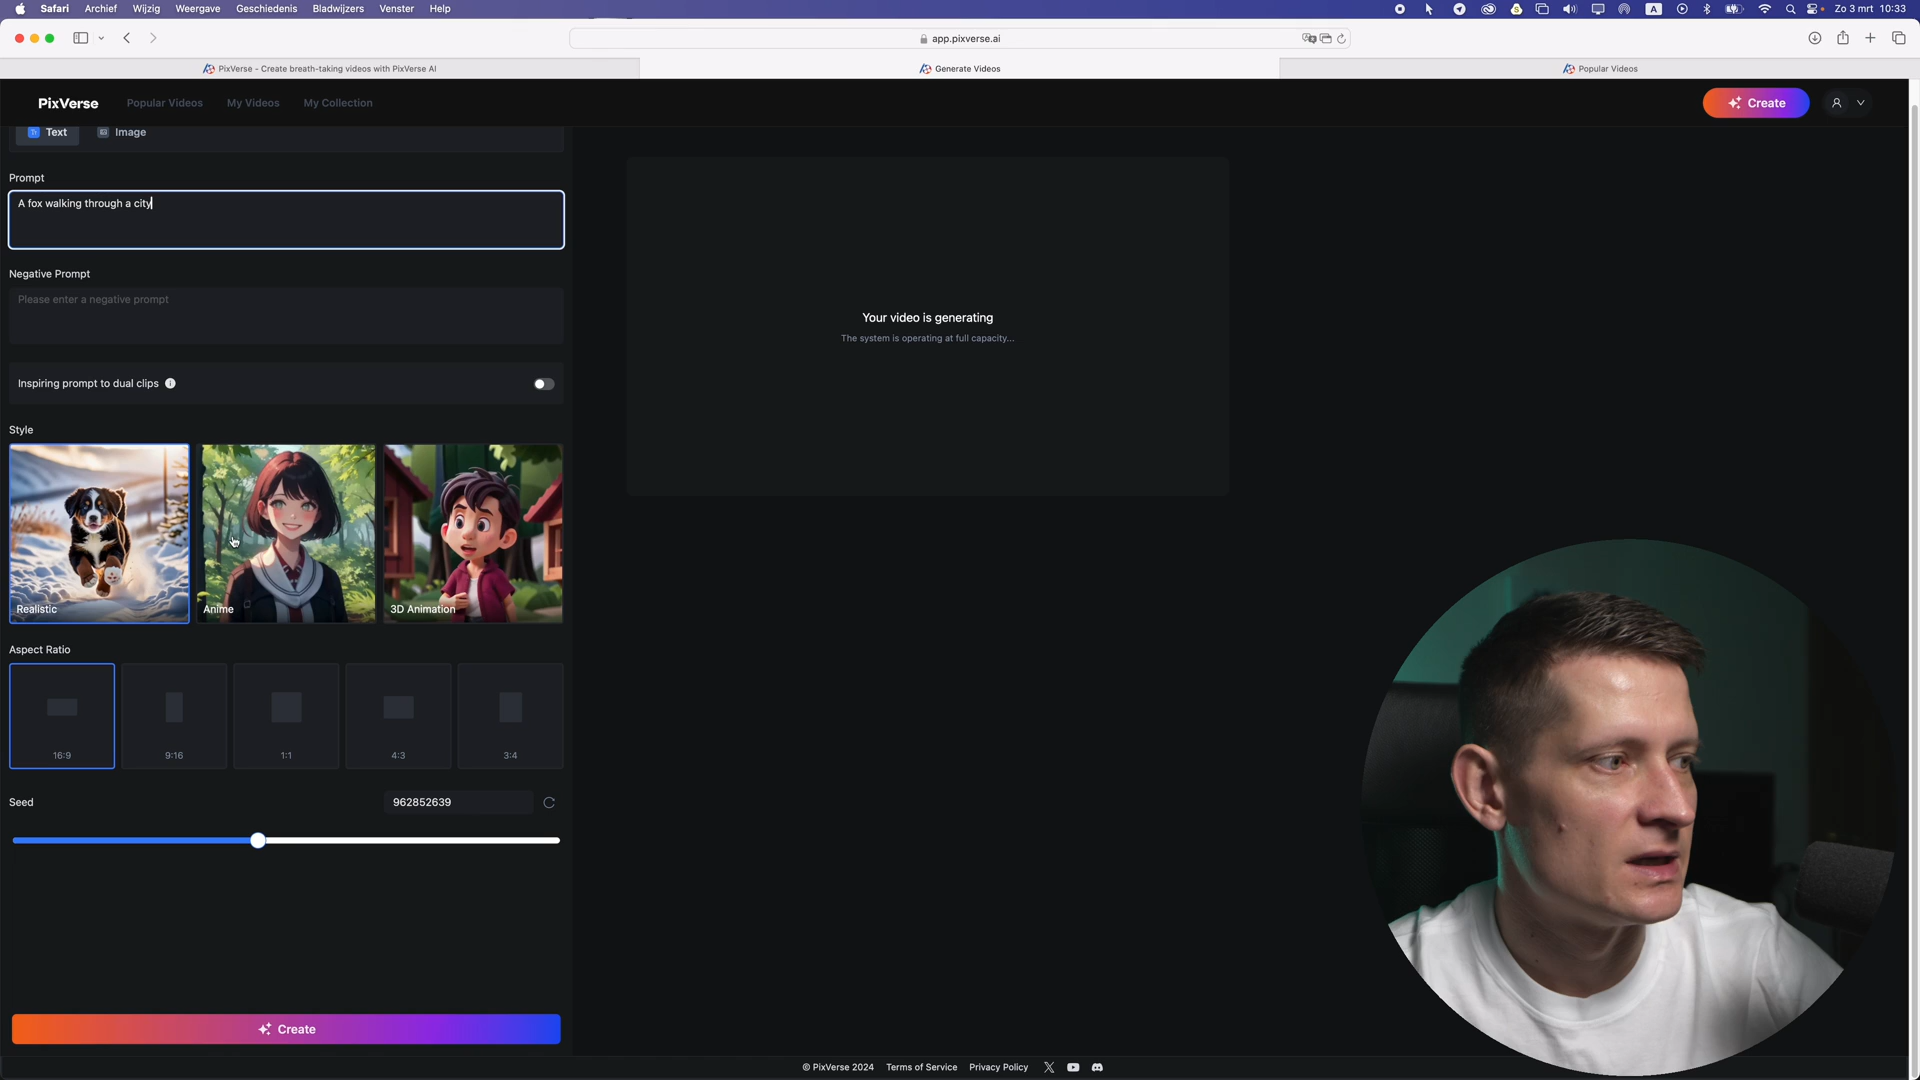 Safari Archief Wijzig Weergave Geschiedenis Bladwijzers Venster Help
A
Zo 3 mrt 10:33
app.pixverse.ai
PixVerse - Create breath-taking videos with PixVerse AI
Generate Videos
Popular Videos
PixVerse
Popular Videos
My Videos
My Collection
Create
Text
Image
Prompt
A fox walking through a city
Negative Prompt
Please enter a negative prompt
Inspiring prompt to dual clips
Style
Realistic
Anime
3D Animation
Aspect Ratio
16:9
9:16
1:1
4:3
3:4
Seed
962852639
Create
Your video is generating
The system is operating at full capacity...
© PixVerse 2024 Terms of Service Privacy Policy